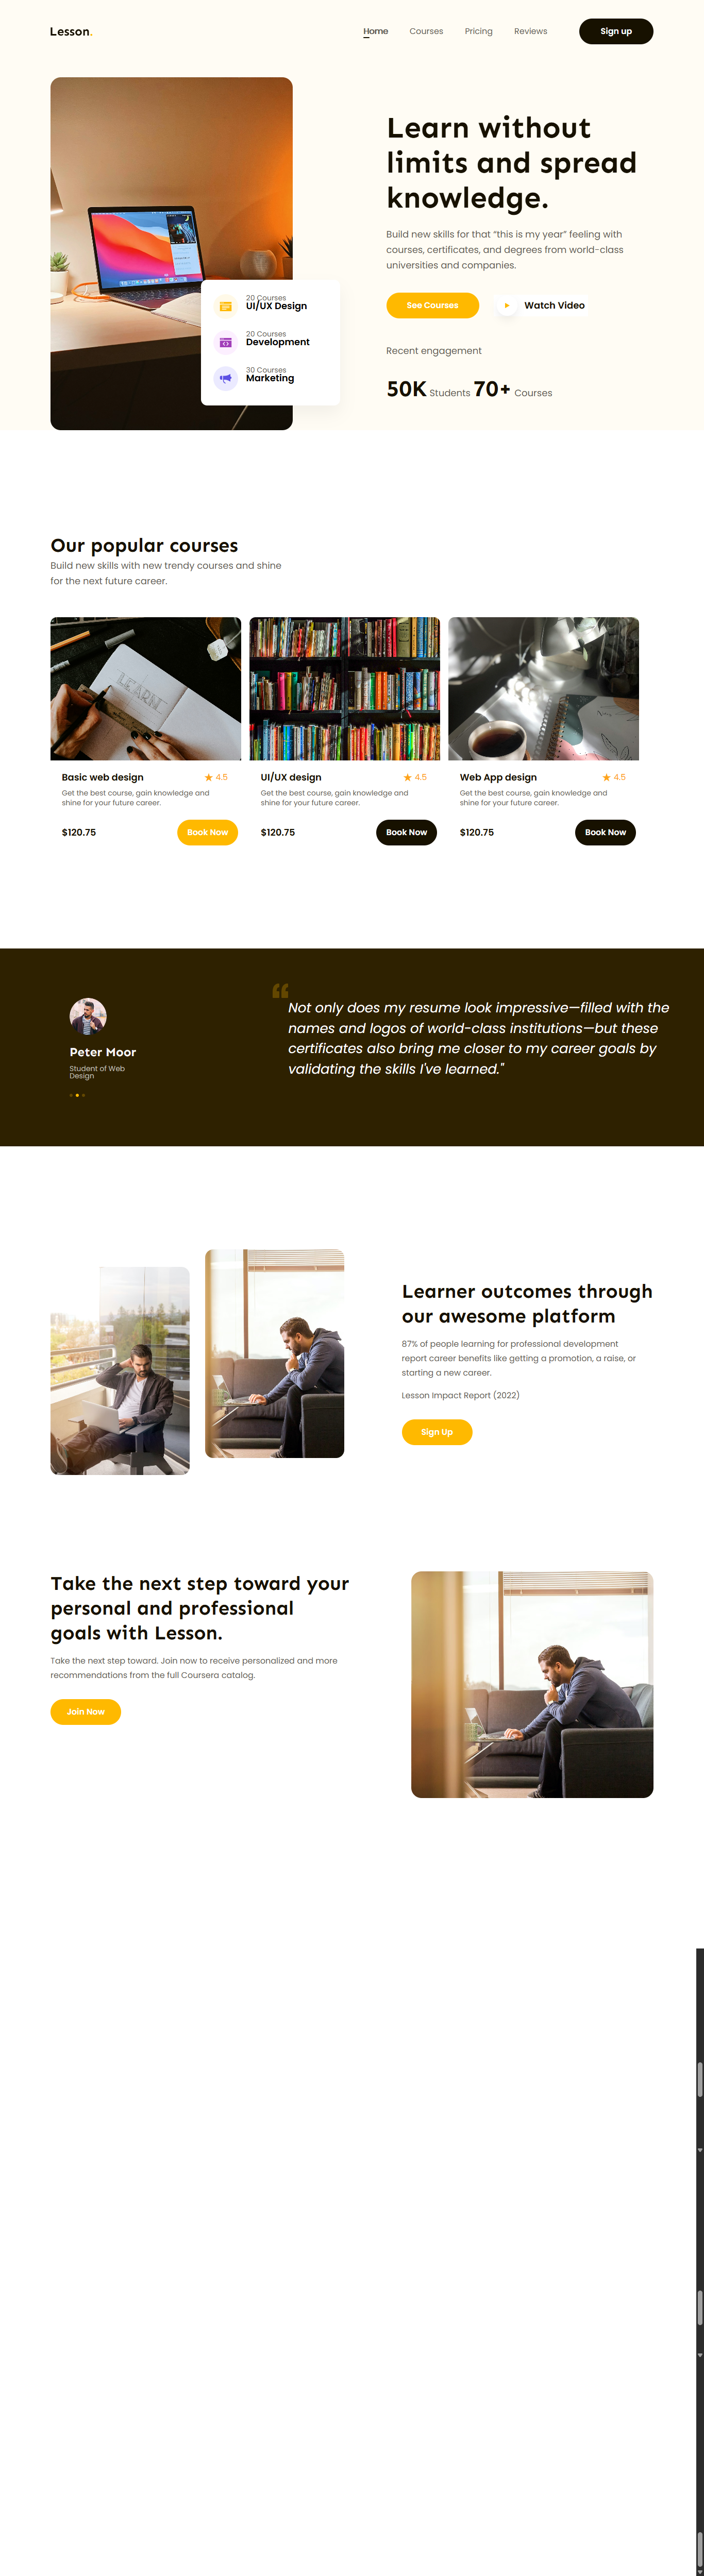 Lesson.
Home Courses Pricing Reviews Sign up
Learn without
limits and spread
knowledge.
Build new skills for that “this is my year” feeling with
courses, certificates, and degrees from world-class
universities and companies.
See Courses Watch Video
Recent engagement
50K Students 70+ Courses
20 Courses
UI/UX Design
20 Courses
Development
30 Courses
Marketing
Our popular courses
Build new skills with new trendy courses and shine
for the next future career.
LEARN
Basic web design 4.5
Get the best course, gain knowledge and
shine for your future career.
$120.75 Book Now
UI/UX design 4.5
Get the best course, gain knowledge and
shine for your future career.
$120.75 Book Now
Web App design 4.5
Get the best course, gain knowledge and
shine for your future career.
$120.75 Book Now
Peter Moor
Student of Web
Design
“
Not only does my resume look impressive—filled with the
names and logos of world-class institutions—but these
certificates also bring me closer to my career goals by
validating the skills I've learned."
Learner outcomes through
our awesome platform
87% of people learning for professional development
report career benefits like getting a promotion, a raise, or
starting a new career.
Lesson Impact Report (2022)
Sign Up
Take the next step toward your
personal and professional
goals with Lesson.
Take the next step toward. Join now to receive personalized and more
recommendations from the full Coursera catalog.
Join Now